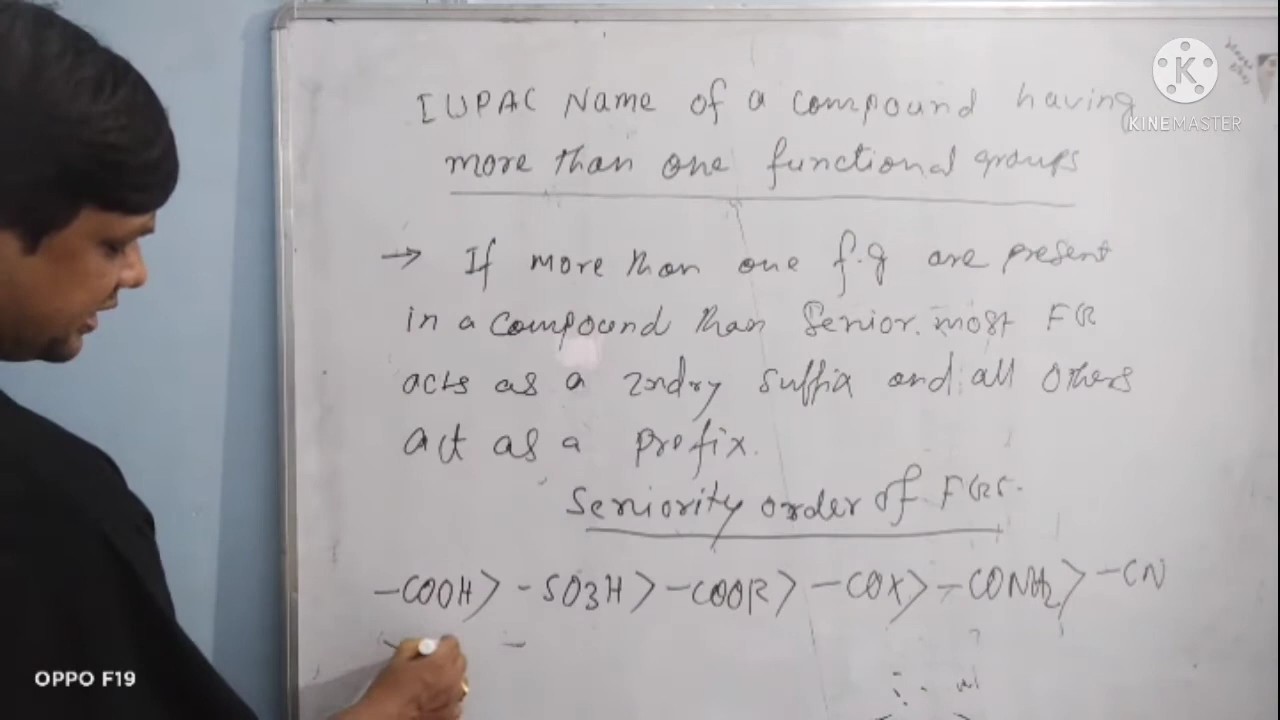 IUPAC Name of a compound having
more than one functional groups
→ If more than one f.g are present
in a compound than Senior most FG
acts as a 2ndry suffix and all others
act as a prefix.
Seniority order of FGs.
-COOH> -SO3H> -COOR> -COX> -CONH2> -CN
KINEMASTER
OPPO F19